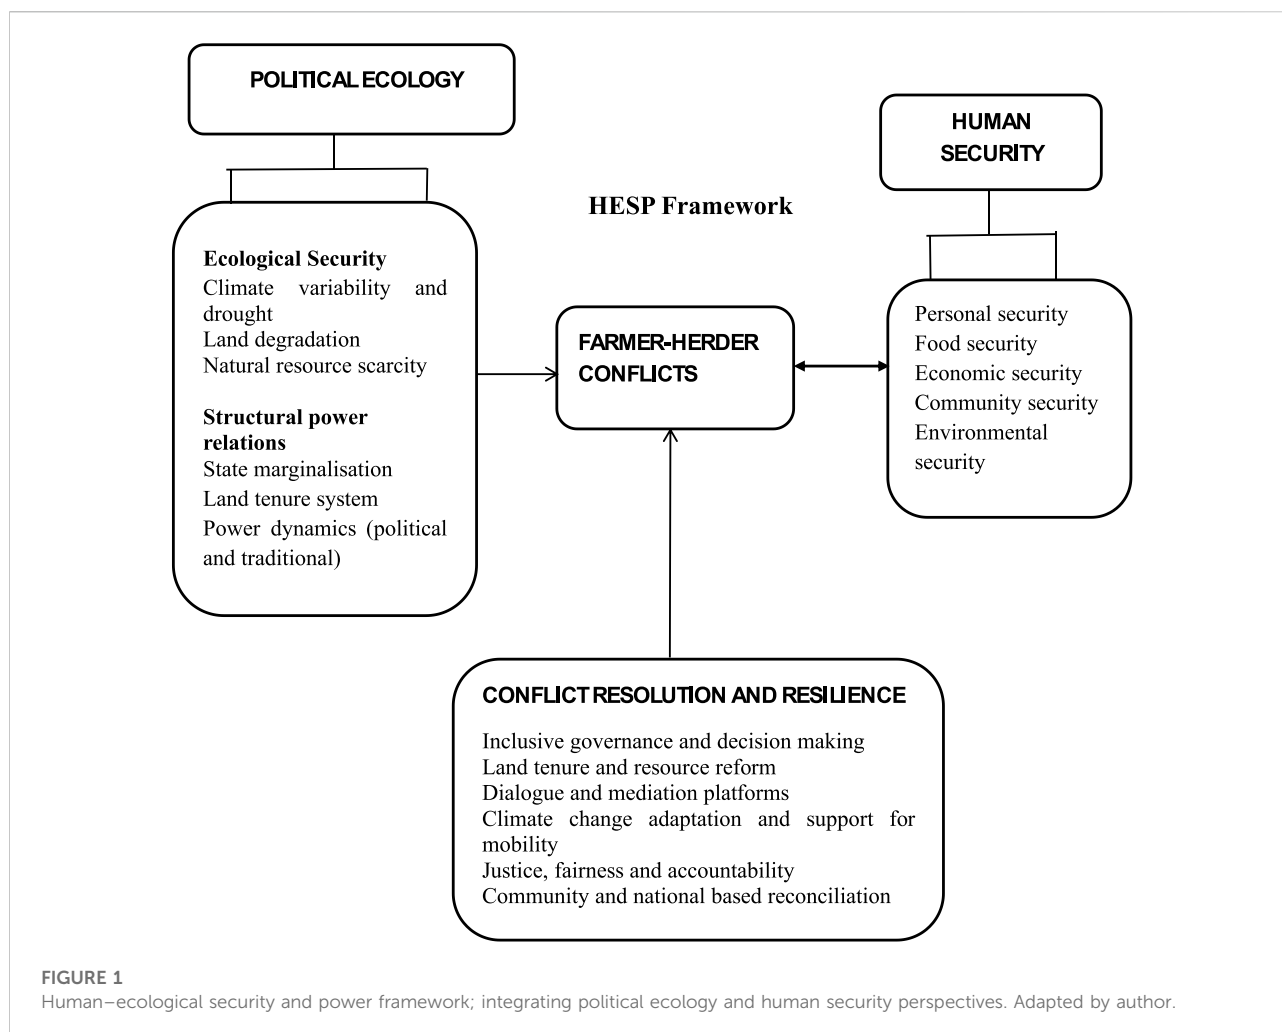 POLITICAL ECOLOGY
HUMAN
SECURITY
HESP Framework
Ecological Security
Climate variability and
drought
Land degradation
Natural resource scarcity
Structural power
relations
State marginalisation
Land tenure system
Power dynamics (political
and traditional)
FARMER-HERDER
CONFLICTS
Personal security
Food security
Economic security
Community security
Environmental
security
CONFLICT RESOLUTION AND RESILIENCE
Inclusive governance and decision making
Land tenure and resource reform
Dialogue and mediation platforms
Climate change adaptation and support for
mobility
Justice, fairness and accountability
Community and national based reconciliation
FIGURE 1
Human–ecological security and power framework; integrating political ecology and human security perspectives. Adapted by author.